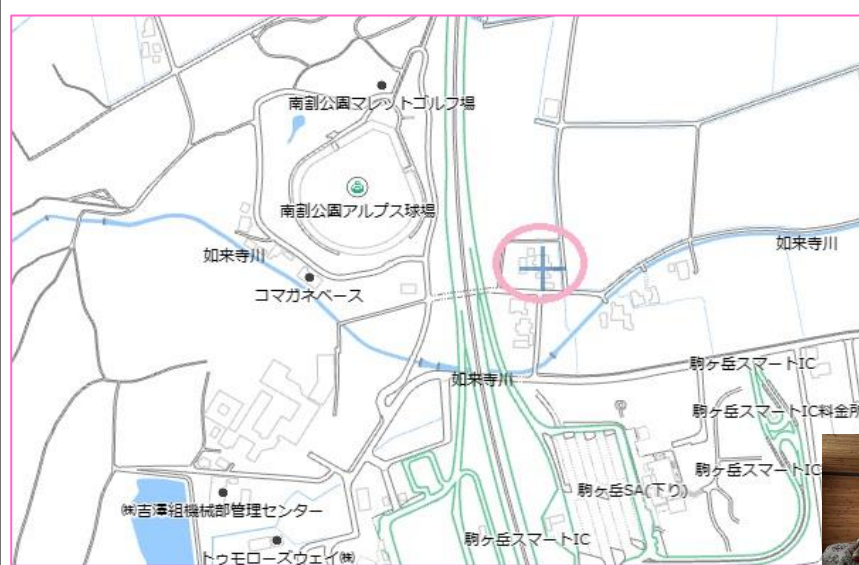 南割公園マレットゴルフ場
南割公園アルプス球場
如来寺川
如来寺川
コマガネベース
如来寺川
駒ヶ岳スマートIC
駒ヶ岳スマートIC料金所
駒ヶ岳スマートIC
駒ヶ岳SA(下り)
㈱吉澤組機械部管理センター
駒ヶ岳スマートIC
トゥモローズウェイ㈱